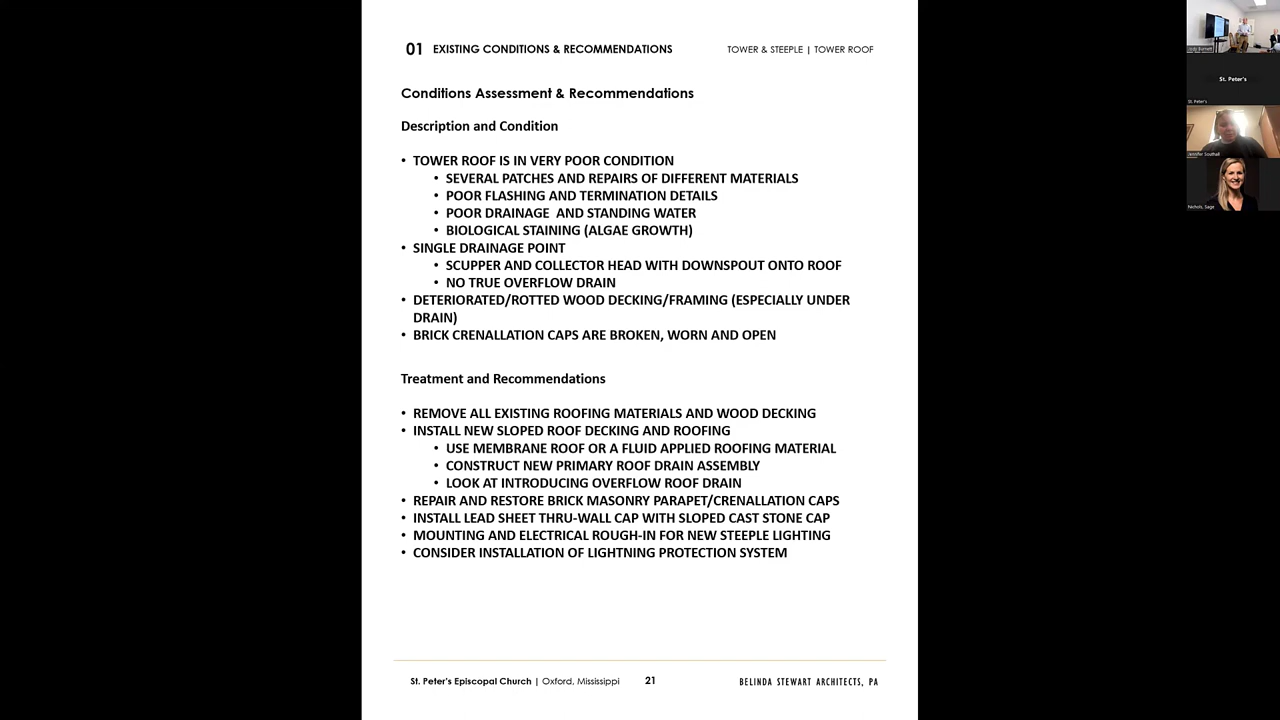 01 EXISTING CONDITIONS & RECOMMENDATIONS TOWER & STEEPLE | TOWER ROOF
Conditions Assessment & Recommendations
Description and Condition
• TOWER ROOF IS IN VERY POOR CONDITION
• SEVERAL PATCHES AND REPAIRS OF DIFFERENT MATERIALS
• POOR FLASHING AND TERMINATION DETAILS
• POOR DRAINAGE AND STANDING WATER
• BIOLOGICAL STAINING (ALGAE GROWTH)
• SINGLE DRAINAGE POINT
• SCUPPER AND COLLECTOR HEAD WITH DOWNSPOUT ONTO ROOF
• NO TRUE OVERFLOW DRAIN
• DETERIORATED/ROTTED WOOD DECKING/FRAMING (ESPECIALLY UNDER
DRAIN)
• BRICK CRENALLATION CAPS ARE BROKEN, WORN AND OPEN
Treatment and Recommendations
• REMOVE ALL EXISTING ROOFING MATERIALS AND WOOD DECKING
• INSTALL NEW SLOPED ROOF DECKING AND ROOFING
• USE MEMBRANE ROOF OR A FLUID APPLIED ROOFING MATERIAL
• CONSTRUCT NEW PRIMARY ROOF DRAIN ASSEMBLY
• LOOK AT INTRODUCING OVERFLOW ROOF DRAIN
• REPAIR AND RESTORE BRICK MASONRY PARAPET/CRENALLATION CAPS
• INSTALL LEAD SHEET THRU-WALL CAP WITH SLOPED CAST STONE CAP
• MOUNTING AND ELECTRICAL ROUGH-IN FOR NEW STEEPLE LIGHTING
• CONSIDER INSTALLATION OF LIGHTNING PROTECTION SYSTEM
St. Peter's Episcopal Church | Oxford, Mississippi 21 BELINDA STEWART ARCHITECTS, PA
St. Peter's
St. Peter's
Jennifer Southall
Nichols, Sage